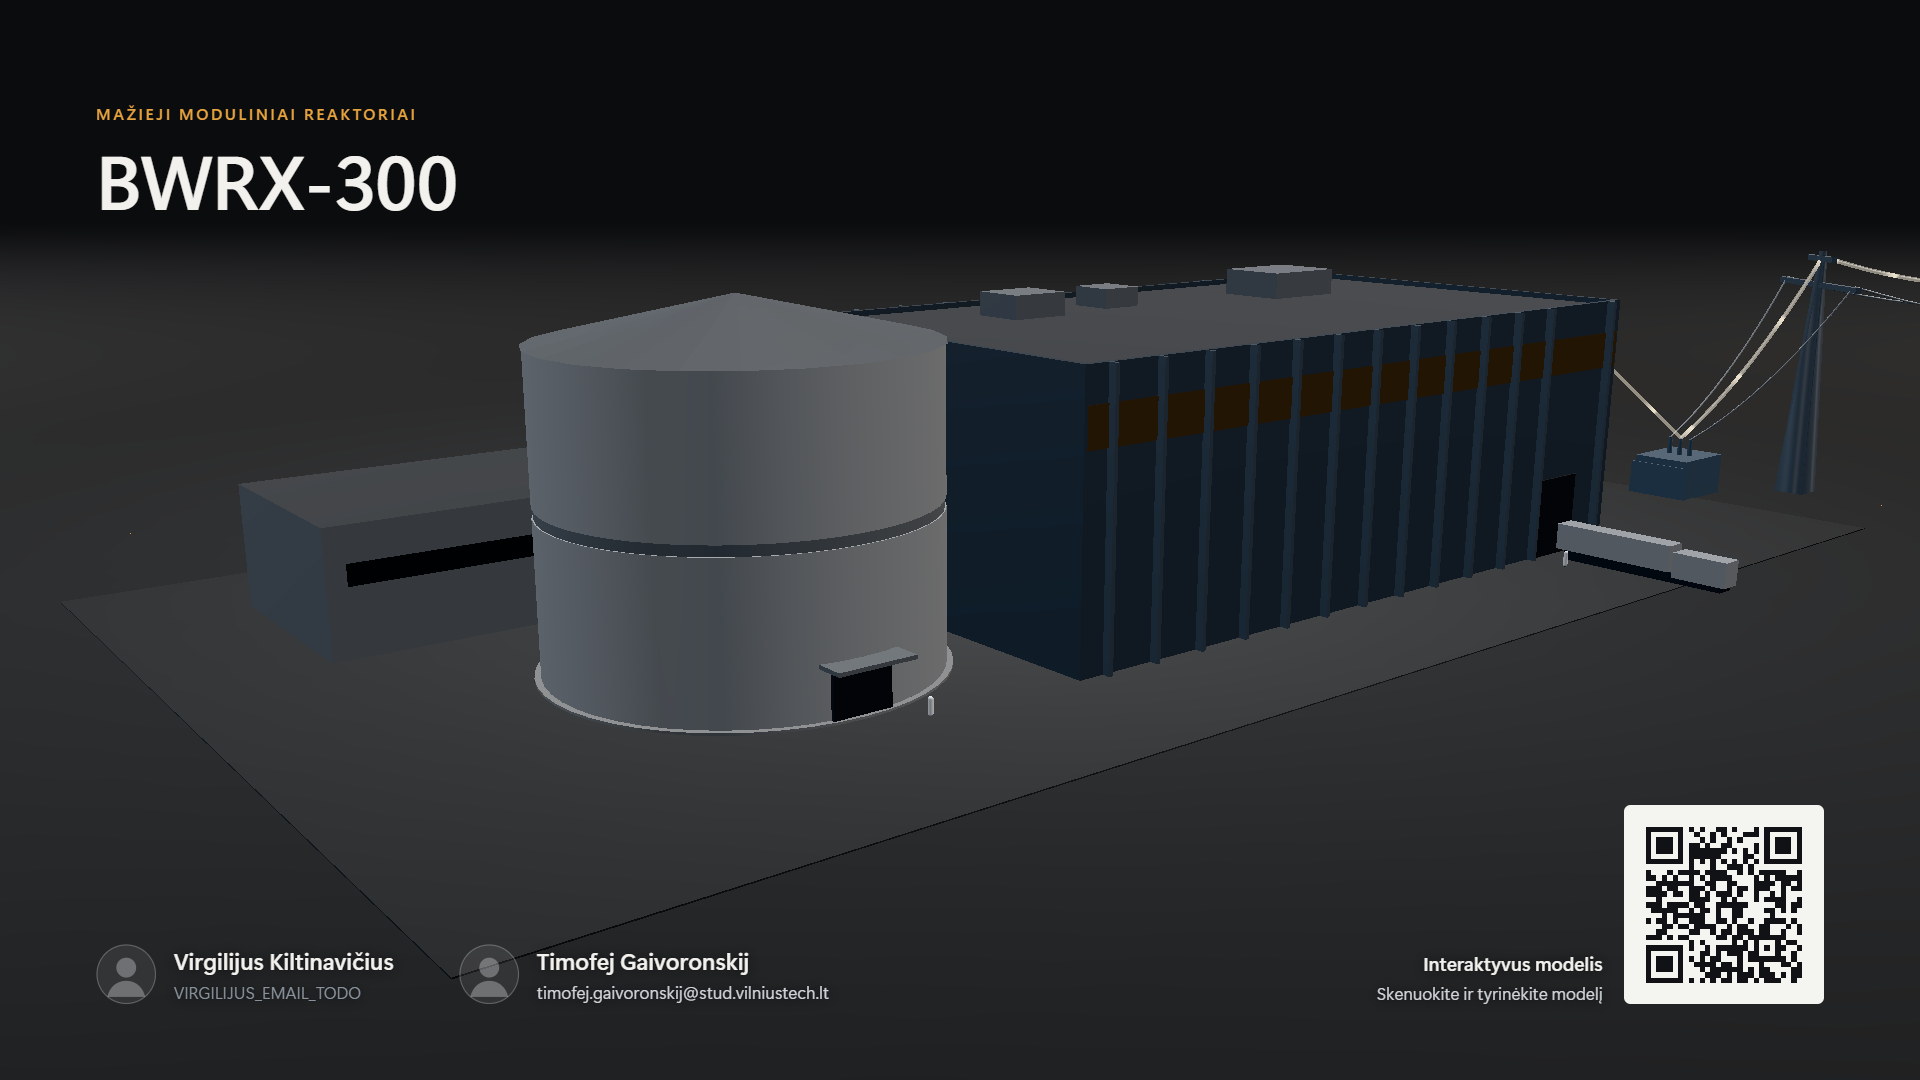 MAŽIEJI MODULINIAI REAKTORIAI
BWRX-300
Virgilijus Kiltinavičius
VIRGILIJUS_EMAIL_TODO
Timofej Gaivoronskij
timofej.gaivoronskij@stud.vilniustech.lt
Interaktyvus modelis
Skenuokite ir tyrinėkite modelį